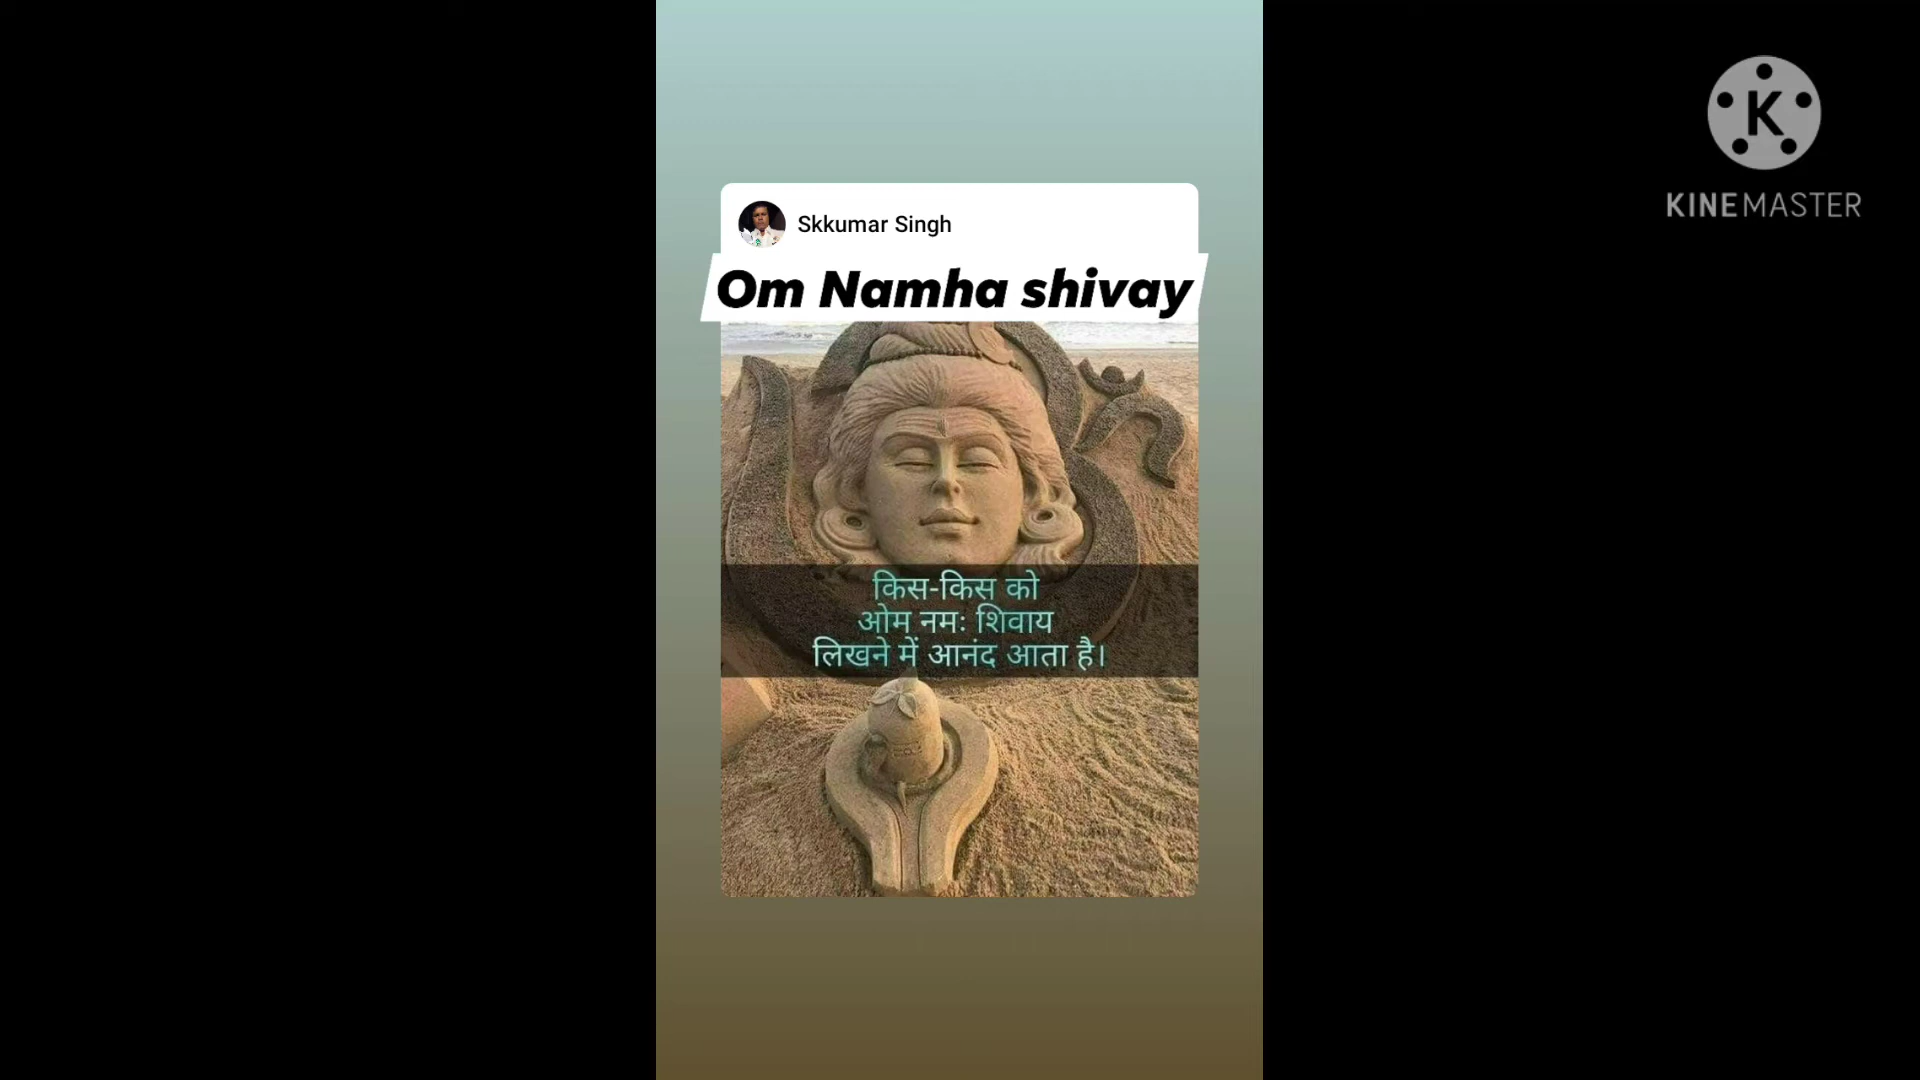 Skkumar Singh
Om Namha shivay
किस-किस को
ओम नमः शिवाय
लिखने में आनंद आता है।
K
KINEMASTER